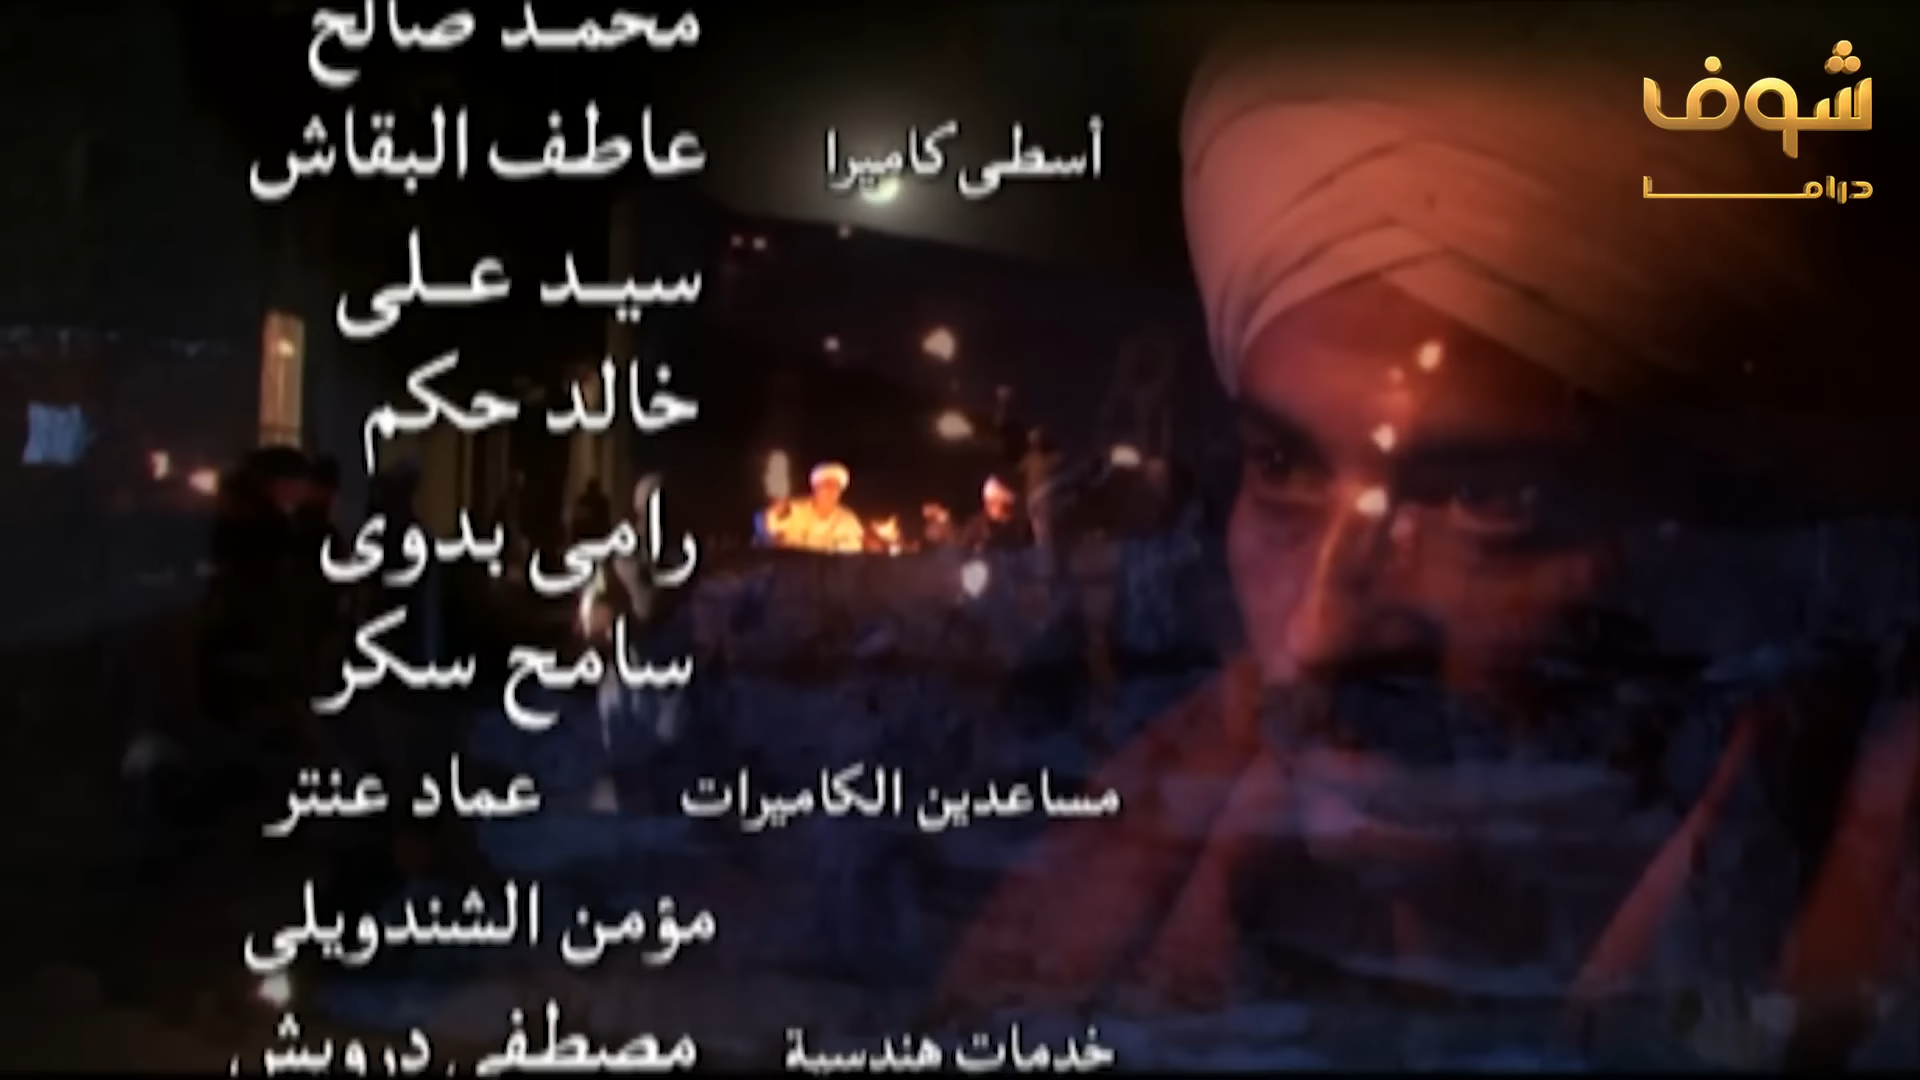 شوف
دراما
محمد صالح
أسطى كاميرا عاطف البقاش
سيد على
خالد حكم
رامى بدوى
سامح سكر
مساعدين الكاميرات عماد عنتر
مؤمن الشندويلي
خدمات هندسية مصطفى درويش